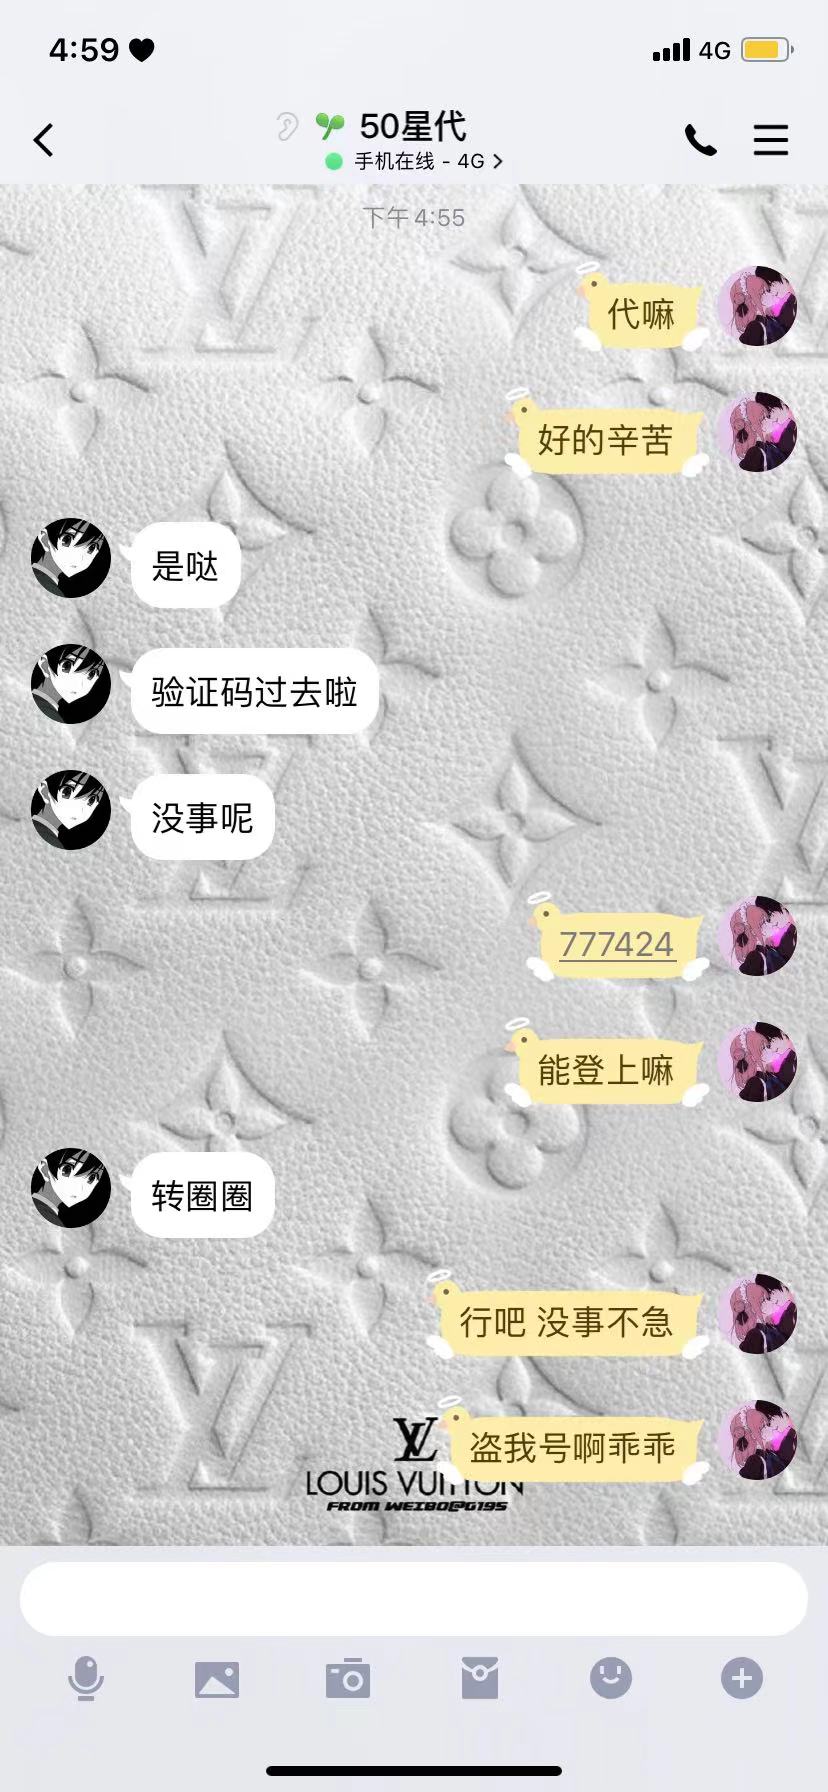 4:59
4G
50星代
手机在线 - 4G
下午 4:55
代嘛
好的辛苦
是哒
验证码过去啦
没事呢
777424
能登上嘛
转圈圈
行吧 没事不急
盗我号啊乖乖
LV
LOUIS VUITTON
FROM WEIBO@G195